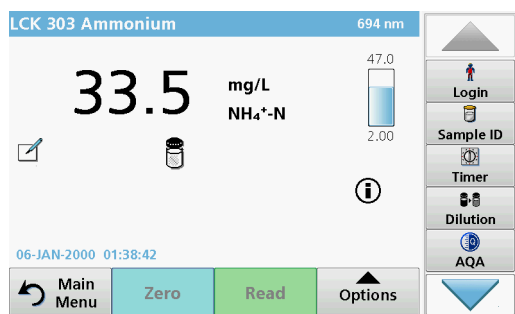 LCK 303 Ammonium 694 nm
47.0
33.5 mg/L
NH₄⁺-N
2.00
06-JAN-2000 01:38:42
Main Menu
Zero
Read
Options
Login
Sample ID
Timer
Dilution
AQA